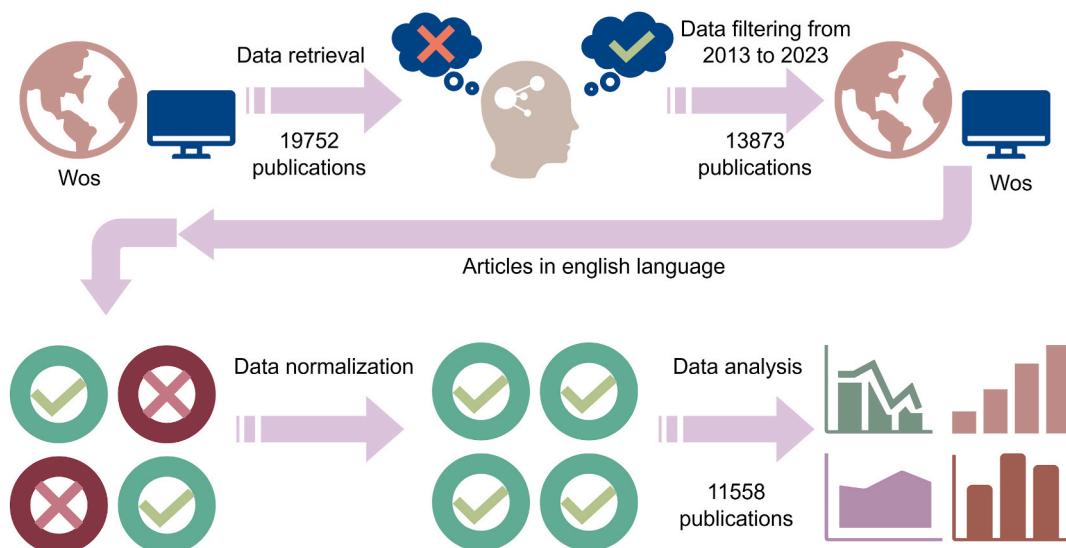 Data retrieval
19752
publications
Data filtering from
2013 to 2023
13873
publications
Wos
Wos
Articles in english language
Data normalization
Data analysis
11558
publications